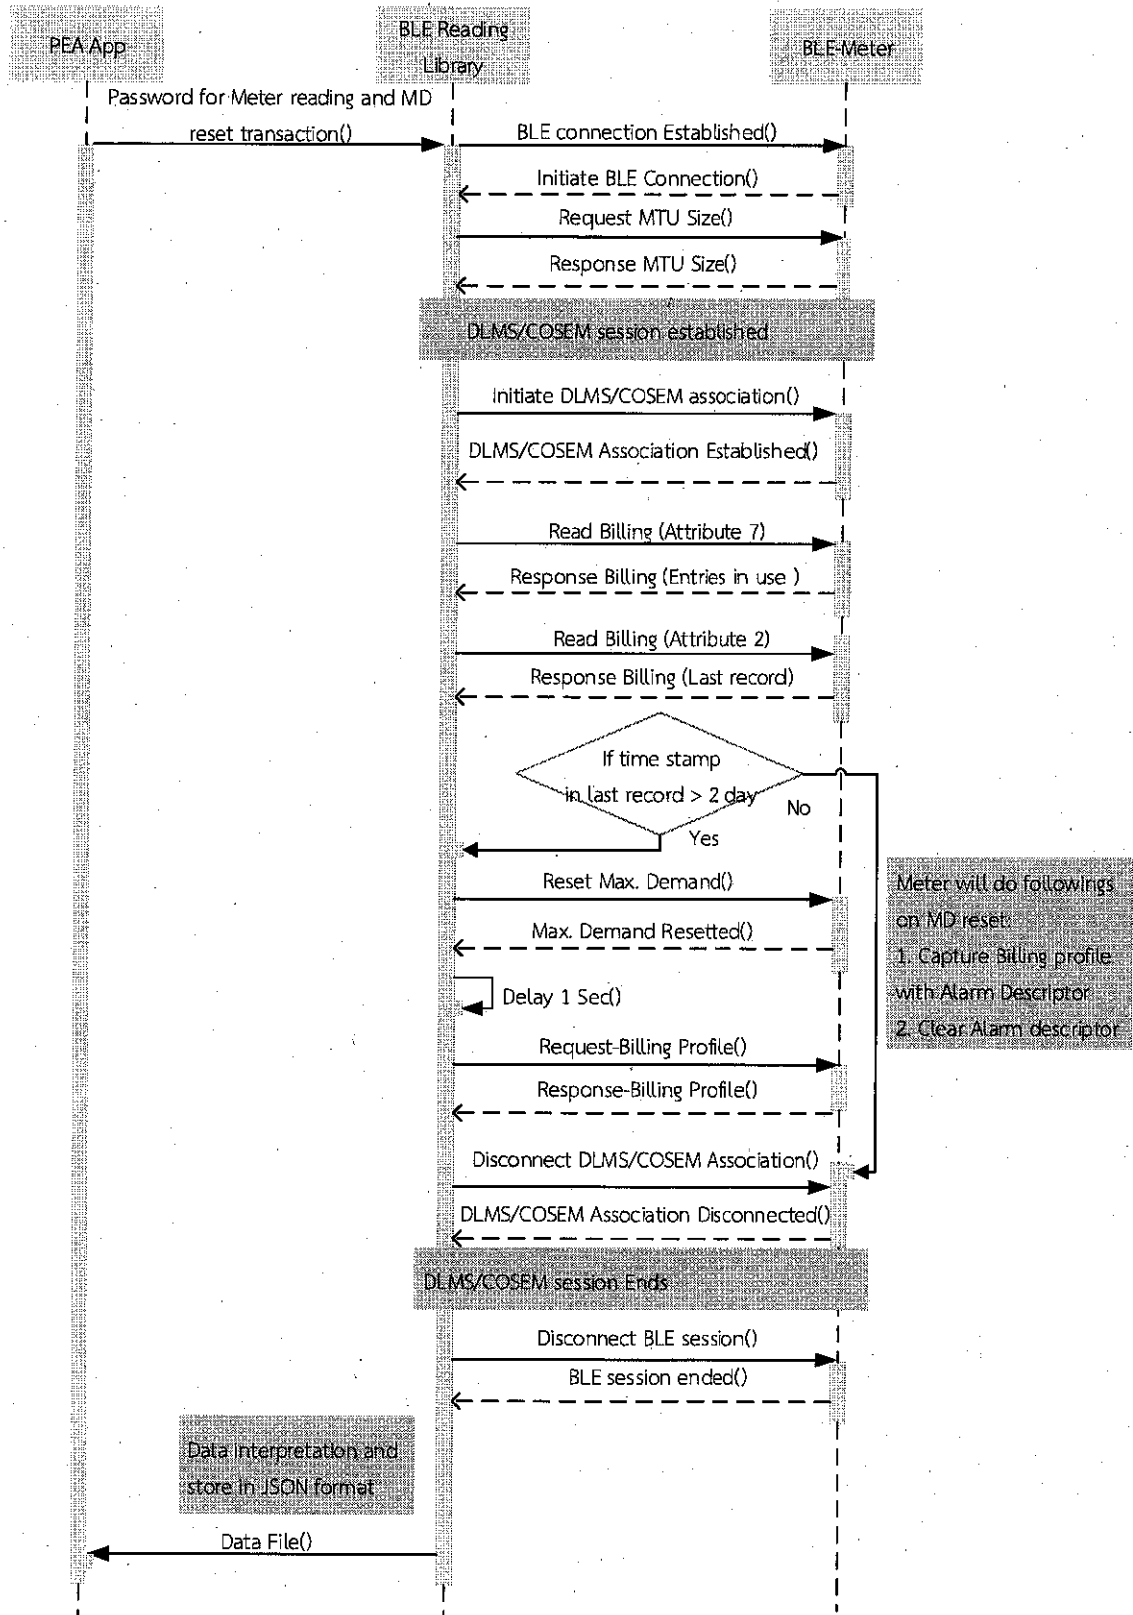 PEA App
BLE Reading
Library
BLE-Meter
Password for Meter reading and MD
reset transaction()
BLE connection Established()
Initiate BLE Connection()
Request MTU Size()
Response MTU Size()
DLMS/COSEM session established
Initiate DLMS/COSEM association()
DLMS/COSEM Association Established()
Read Billing (Attribute 7)
Response Billing (Entries in use )
Read Billing (Attribute 2)
Response Billing (Last record)
If time stamp
in last record > 2 day
No
Yes
Reset Max. Demand()
Max. Demand Resetted()
Delay 1 Sec()
Meter will do followings
on MD reset:
1. Capture Billing profile
with Alarm Descriptor
2. Clear Alarm descriptor
Request-Billing Profile()
Response-Billing Profile()
Disconnect DLMS/COSEM Association()
DLMS/COSEM Association Disconnected()
DLMS/COSEM session Ends
Disconnect BLE session()
BLE session ended()
Data interpretation and
store in JSON format
Data File()